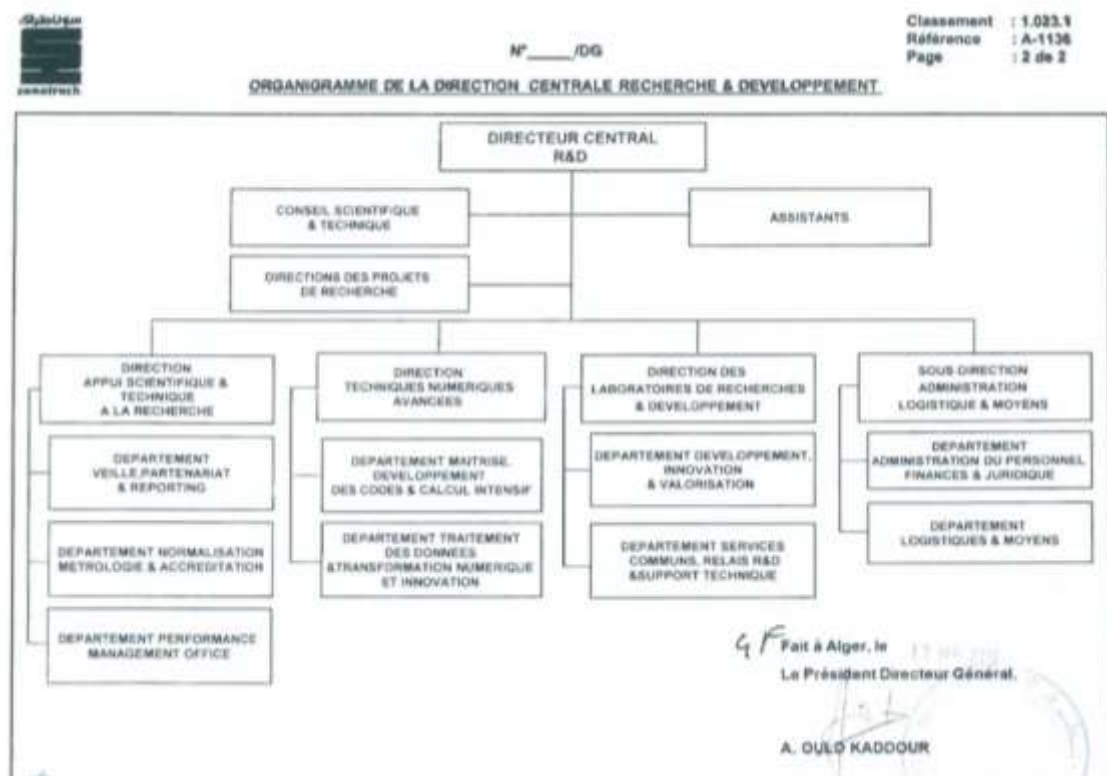 سوناطراك
sonatrach
Classement : 1.023.1
Référence : A-1136
Page : 2 de 2
N°_____/DG
ORGANIGRAMME DE LA DIRECTION CENTRALE RECHERCHE & DEVELOPPEMENT
DIRECTEUR CENTRAL
R&D
CONSEIL SCIENTIFIQUE
& TECHNIQUE
ASSISTANTS
DIRECTIONS DES PROJETS
DE RECHERCHE
DIRECTION
APPUI SCIENTIFIQUE &
TECHNIQUE
A LA RECHERCHE
DEPARTEMENT
VEILLE,PARTENARIAT
& REPORTING
DEPARTEMENT NORMALISATION
METROLOGIE & ACCREDITATION
DEPARTEMENT PERFORMANCE
MANAGEMENT OFFICE
DIRECTION
TECHNIQUES NUMERIQUES
AVANCEES
DEPARTEMENT MAITRISE,
DEVELOPPEMENT
DES CODES & CALCUL INTENSIF
DEPARTEMENT TRAITEMENT
DES DONNEES
&TRANSFORMATION NUMERIQUE
ET INNOVATION
DIRECTION DES
LABORATOIRES DE RECHERCHES
& DEVELOPPEMENT
DEPARTEMENT DEVELOPPEMENT,
INNOVATION
& VALORISATION
DEPARTEMENT SERVICES
COMMUNS, RELAIS R&D
&SUPPORT TECHNIQUE
SOUS-DIRECTION
ADMINISTRATION
LOGISTIQUE & MOYENS
DEPARTEMENT
ADMINISTRATION DU PERSONNEL
FINANCES & JURIDIQUE
DEPARTEMENT
LOGISTIQUES & MOYENS
Fait à Alger, le
Le Président Directeur Général.
A. OULD KADDOUR